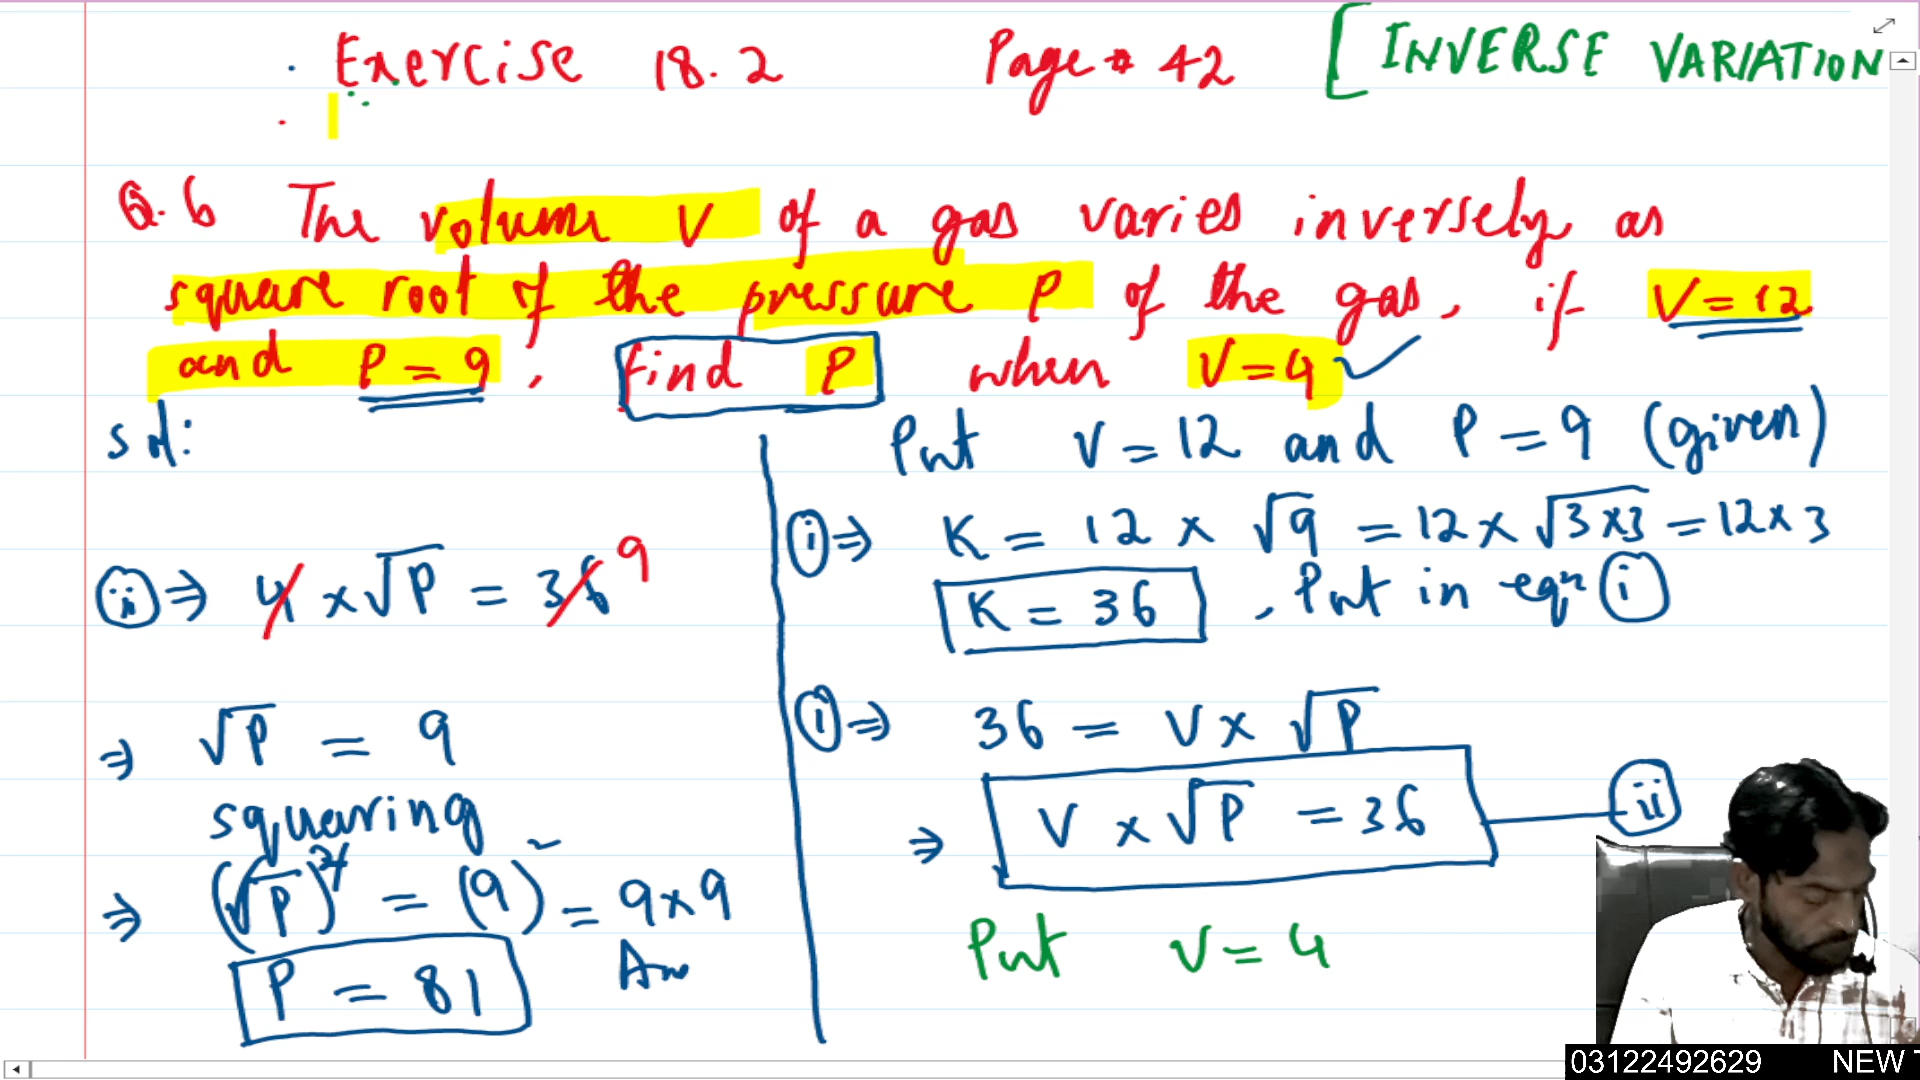 Exercise 18.2 Page # 42 [INVERSE VARIATION
Q.6 The volume V of a gas varies inversely as
square root of the pressure P of the gas, if V = 12
and P = 9, find P when V = 4
Sol:
Put V = 12 and P = 9 (given)
(i) ⇒ K = 12 × √9 = 12 × √3×3 = 12×3
K = 36 , Put in eqn (i)
(i) ⇒ 36 = V × √P
⇒ V × √P = 36 (ii)
Put V = 4
(ii) ⇒ 4 × √P = 36 9
⇒ √P = 9
squaring
⇒ (√P)² = (9)² = 9×9
P = 81 Ans
03122492629 NEW T